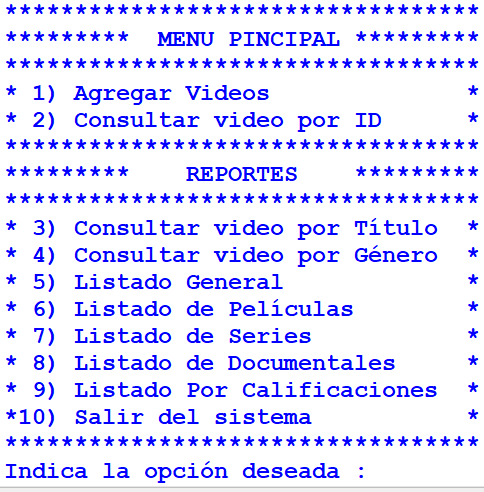 **********************************
*********  MENU PINCIPAL *********
**********************************
* 1) Agregar Videos              *
* 2) Consultar video por ID      *
**********************************
*********    REPORTES    *********
**********************************
* 3) Consultar video por Título  *
* 4) Consultar video por Género  *
* 5) Listado General             *
* 6) Listado de Películas        *
* 7) Listado de Series           *
* 8) Listado de Documentales     *
* 9) Listado Por Calificaciones  *
*10) Salir del sistema           *
**********************************
Indica la opción deseada :